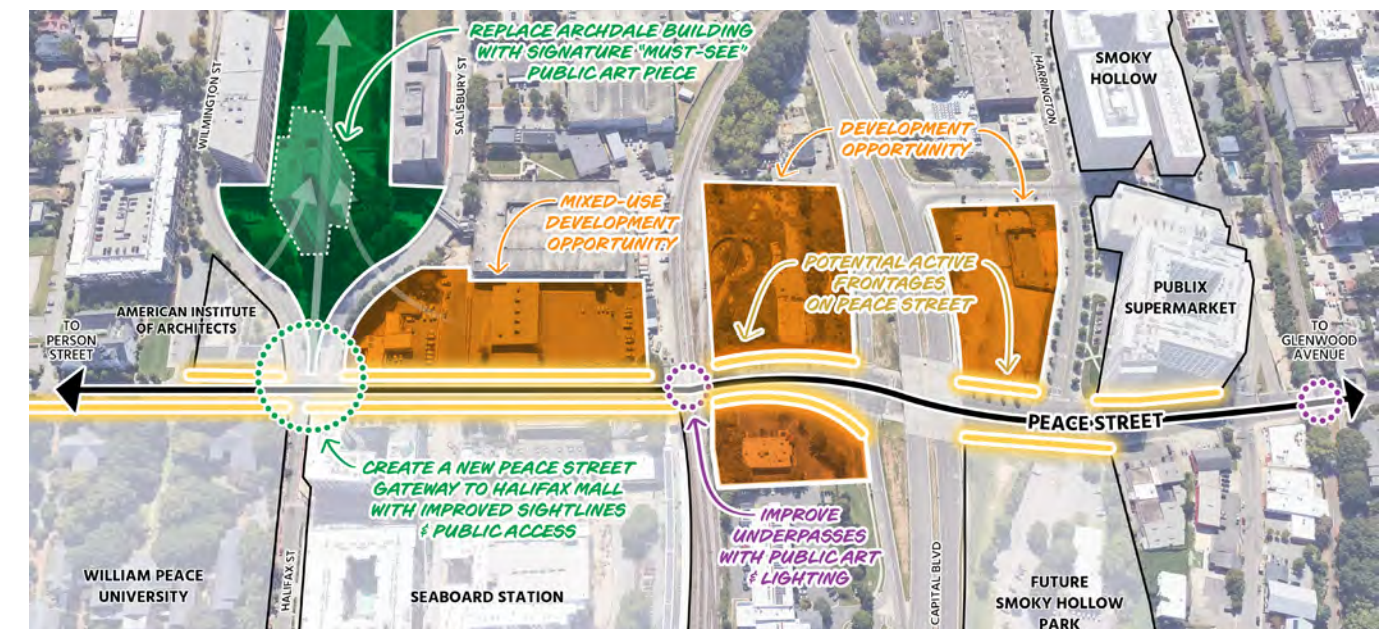 REPLACE ARCHDALE BUILDING
WITH SIGNATURE "MUST-SEE"
PUBLIC ART PIECE
WILMINGTON ST
SALISBURY ST
HARRINGTON
SMOKY
HOLLOW
DEVELOPMENT
OPPORTUNITY
MIXED-USE
DEVELOPMENT
OPPORTUNITY
POTENTIAL ACTIVE
FRONTAGES
ON PEACE STREET
PUBLIX
SUPERMARKET
AMERICAN INSTITUTE
OF ARCHITECTS
TO
PERSON
STREET
TO
GLENWOOD
AVENUE
PEACE STREET
CREATE A NEW PEACE STREET
GATEWAY TO HALIFAX MALL
WITH IMPROVED SIGHTLINES
& PUBLIC ACCESS
IMPROVE
UNDERPASSES
WITH PUBLIC ART
& LIGHTING
WILLIAM PEACE
UNIVERSITY
HALIFAX ST
SEABOARD STATION
CAPITAL BLVD
FUTURE
SMOKY HOLLOW
PARK